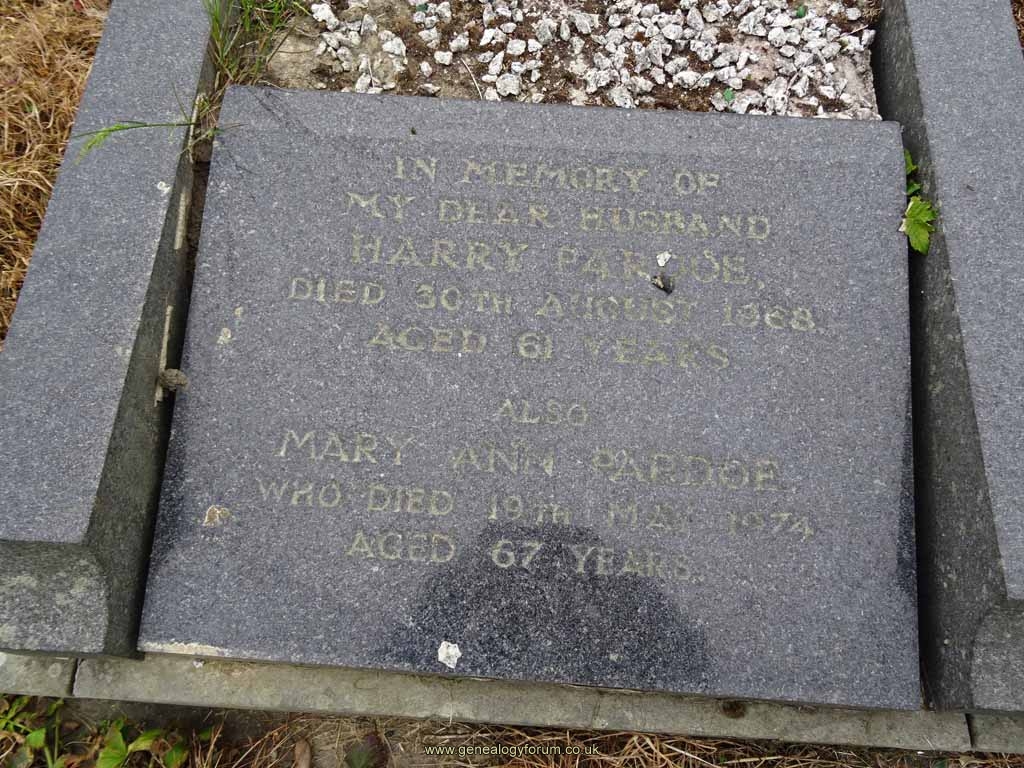 IN MEMORY OF
MY DEAR HUSBAND
HARRY PARDOE,
DIED 30TH AUGUST 1968
AGED 61 YEARS
ALSO
MARY ANN PARDOE
WHO DIED 19TH MAY 1974
AGED 67 YEARS.
www.genealogyforum.co.uk